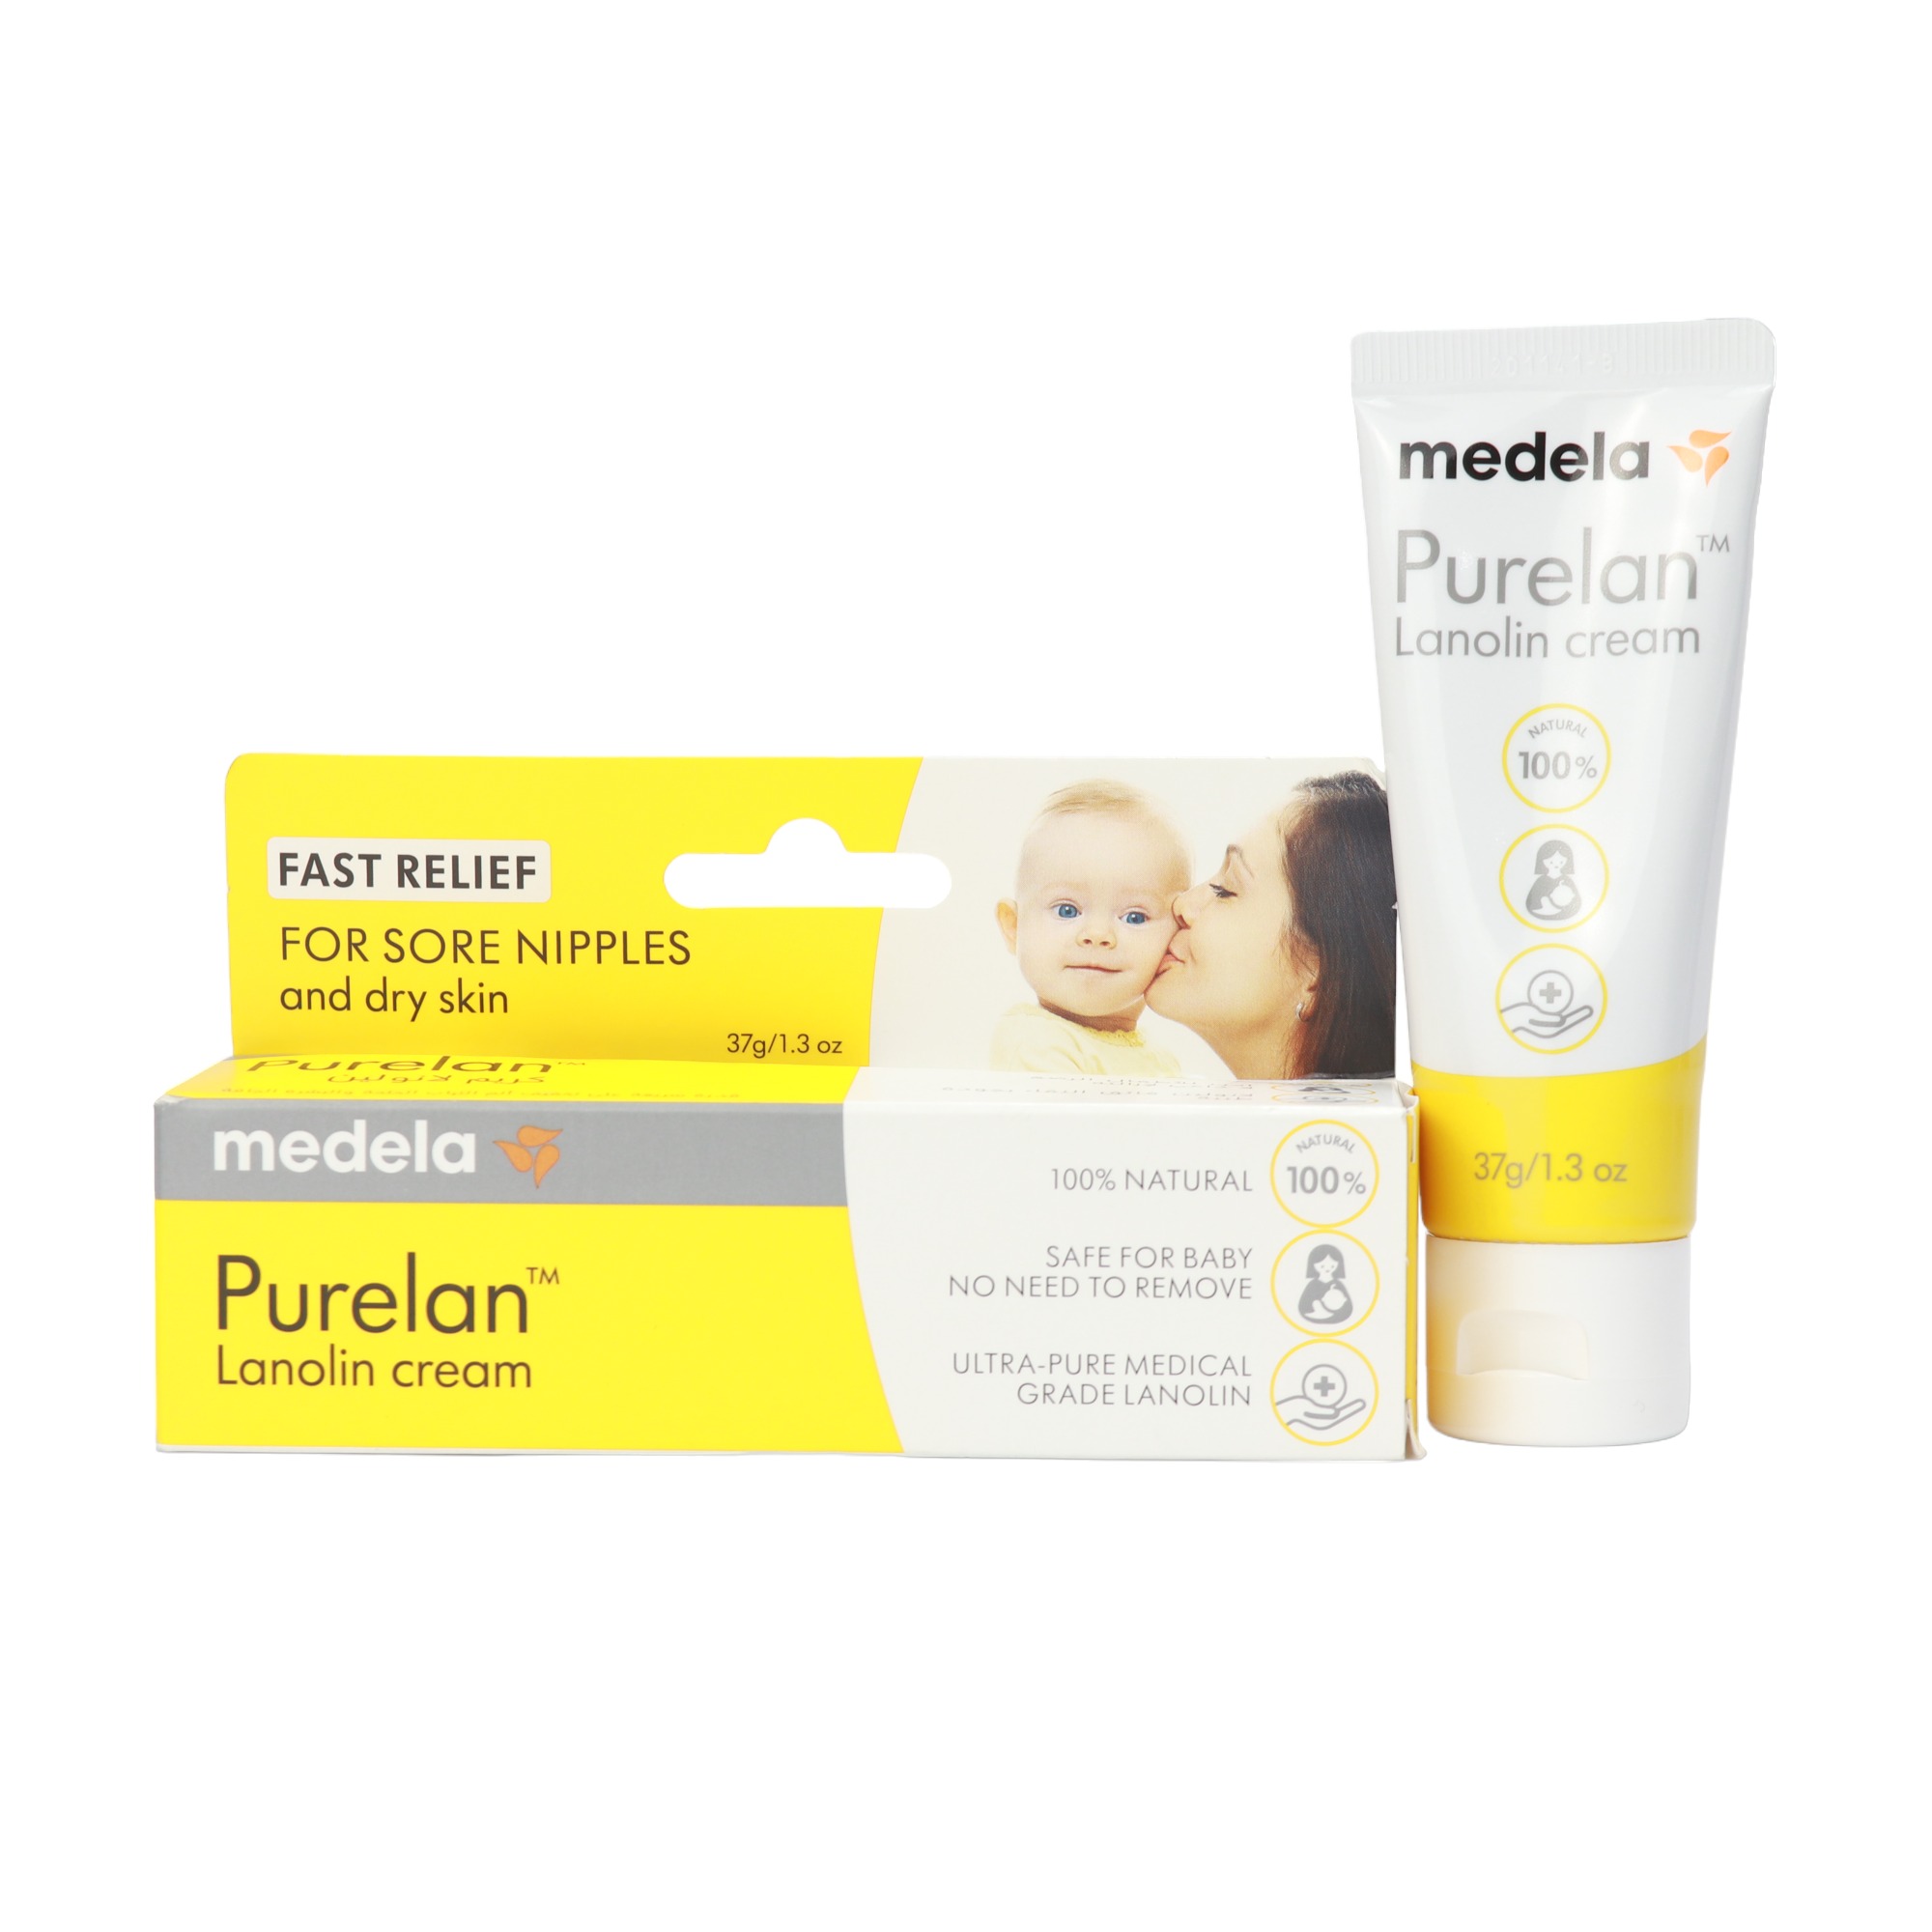 FAST RELIEF
FOR SORE NIPPLES
and dry skin
37g/1.3 oz
Purelan™
كريم لانولين
medela
Purelan™
Lanolin cream
100% NATURAL
NATURAL
100%
SAFE FOR BABY
NO NEED TO REMOVE
ULTRA-PURE MEDICAL
GRADE LANOLIN
medela
Purelan™
Lanolin cream
NATURAL
100%
37g/1.3 oz